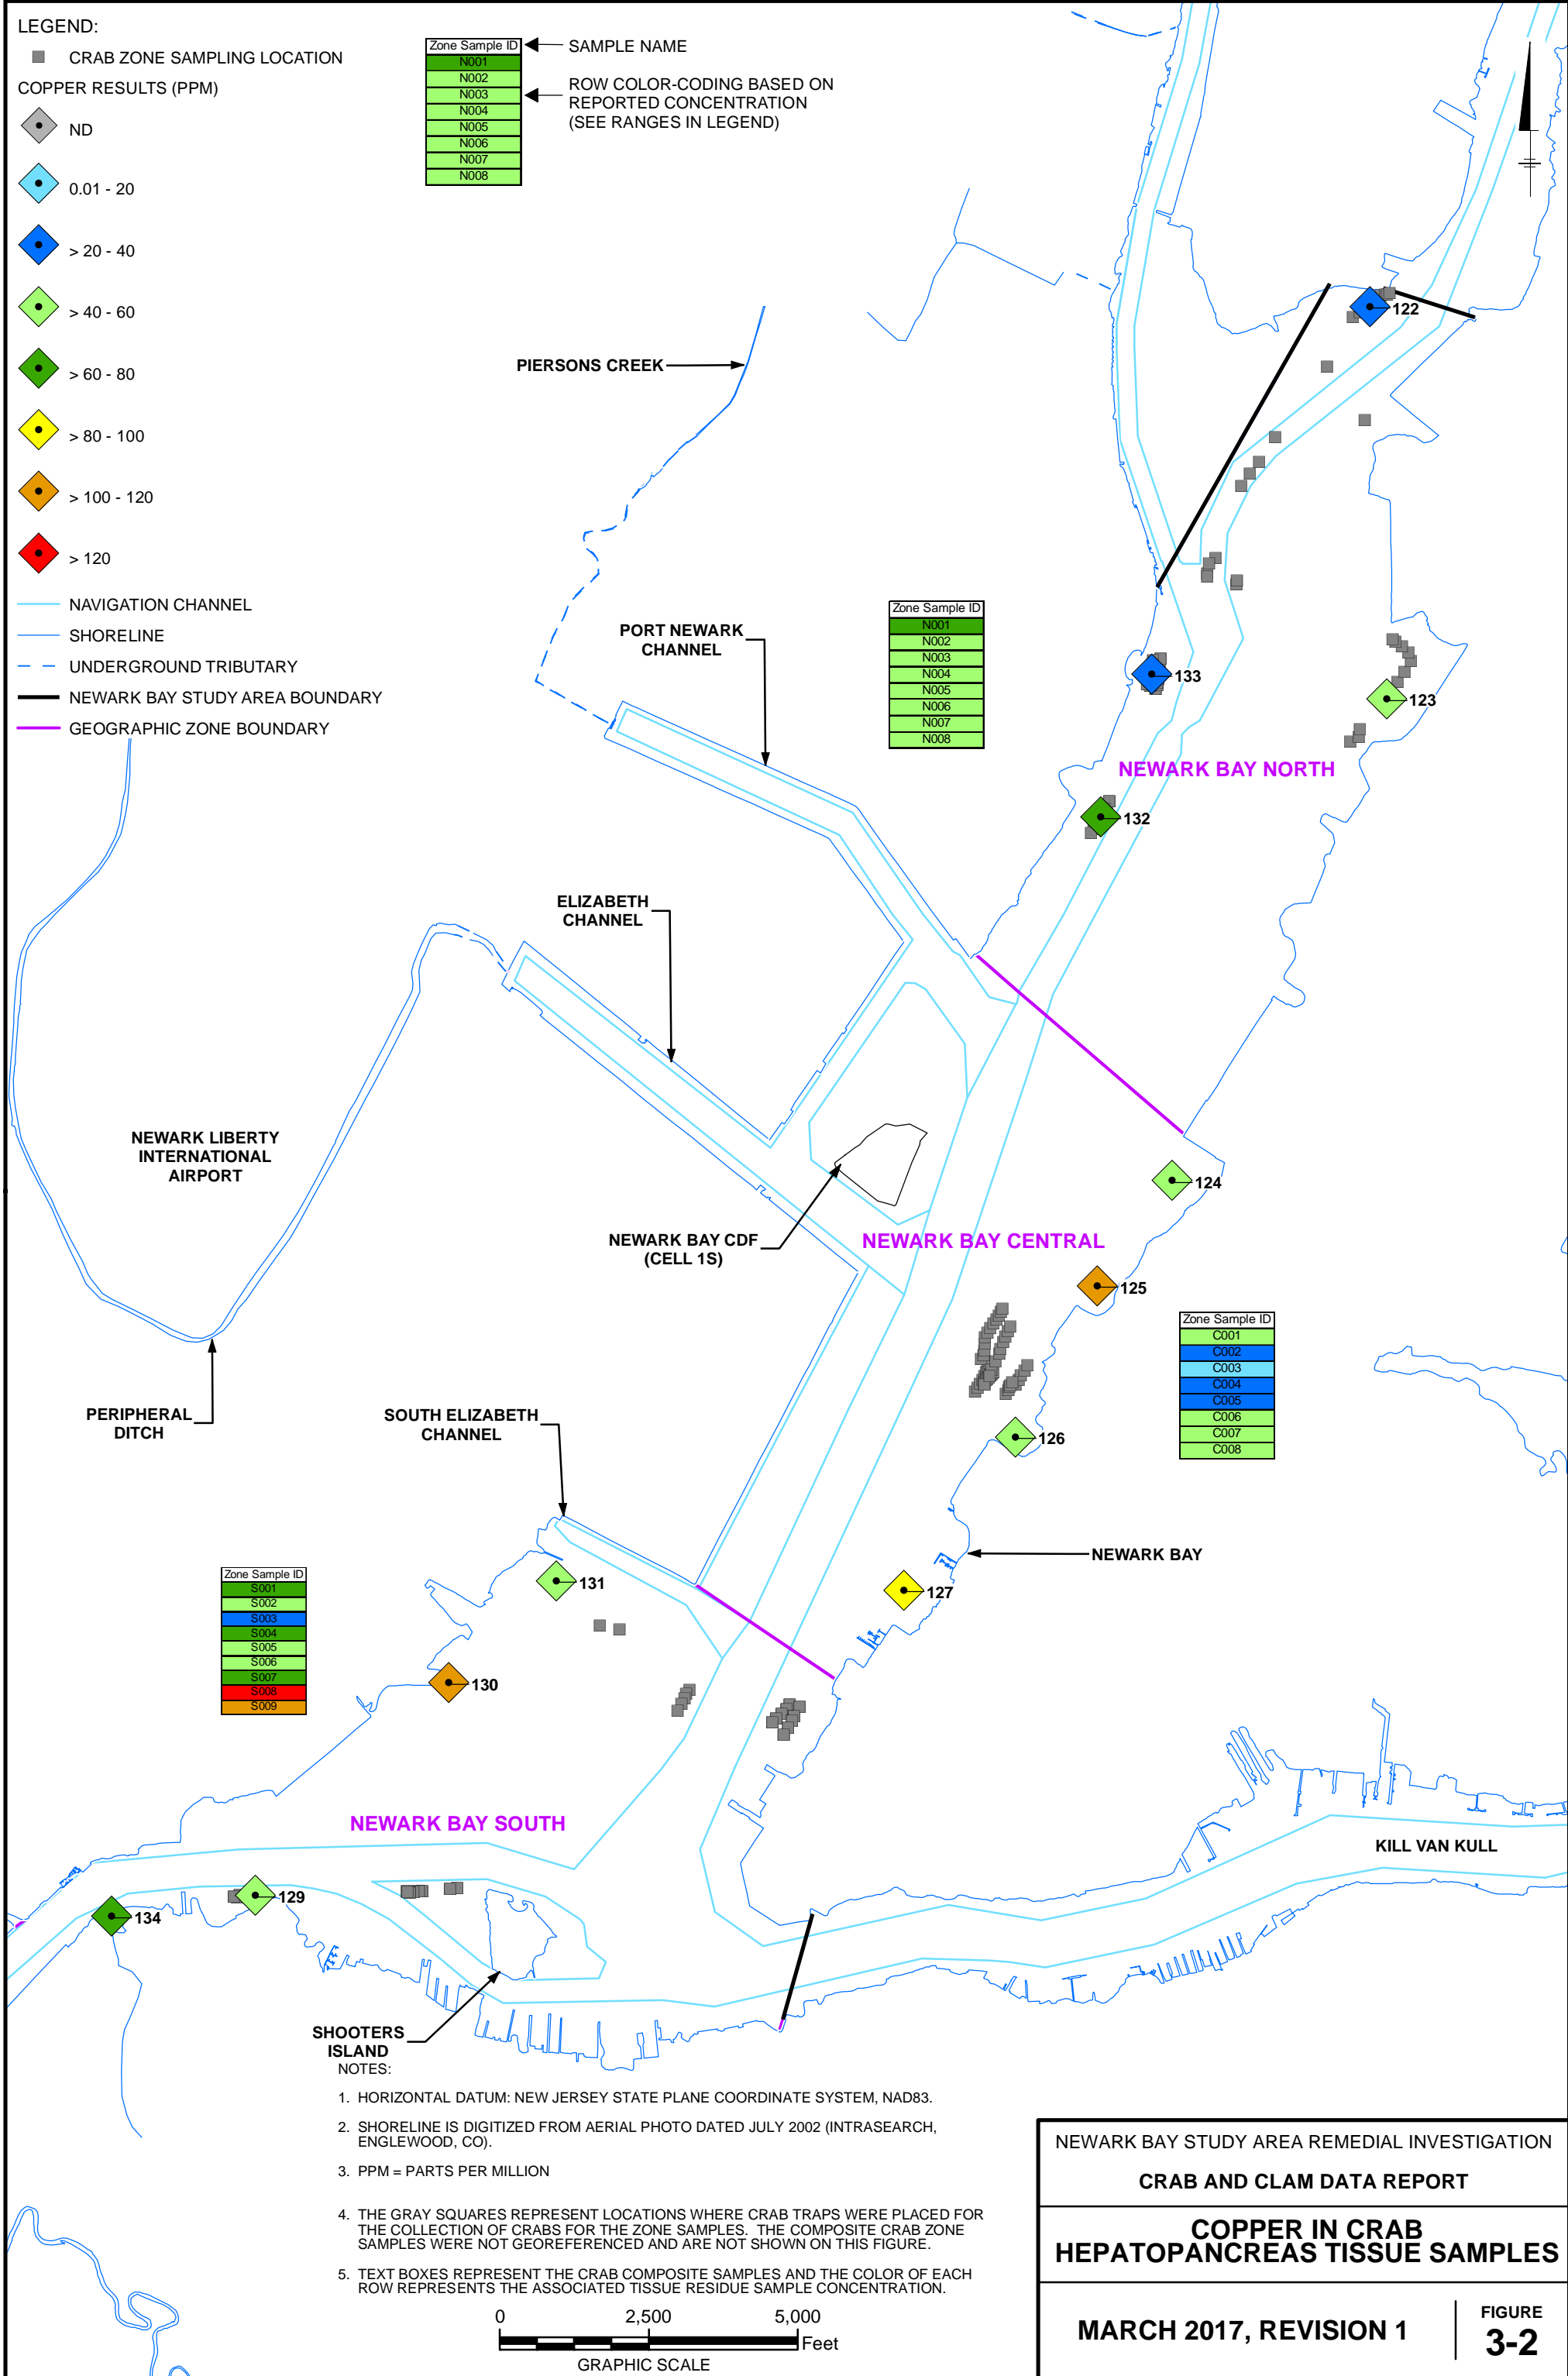 LEGEND:
CRAB ZONE SAMPLING LOCATION
COPPER RESULTS (PPM)
ND
0.01 - 20
> 20 - 40
> 40 - 60
> 60 - 80
> 80 - 100
> 100 - 120
> 120
NAVIGATION CHANNEL
SHORELINE
UNDERGROUND TRIBUTARY
NEWARK BAY STUDY AREA BOUNDARY
GEOGRAPHIC ZONE BOUNDARY
Zone Sample ID
N001
N002
N003
N004
N005
N006
N007
N008
SAMPLE NAME
ROW COLOR-CODING BASED ON
REPORTED CONCENTRATION
(SEE RANGES IN LEGEND)
122
PIERSONS CREEK
PORT NEWARK
CHANNEL
Zone Sample ID
N001
N002
N003
N004
N005
N006
N007
N008
133
123
NEWARK BAY NORTH
132
ELIZABETH
CHANNEL
NEWARK LIBERTY
INTERNATIONAL
AIRPORT
124
NEWARK BAY CDF
(CELL 1S)
NEWARK BAY CENTRAL
125
Zone Sample ID
C001
C002
C003
C004
C005
C006
C007
C008
PERIPHERAL
DITCH
SOUTH ELIZABETH
CHANNEL
126
NEWARK BAY
Zone Sample ID
S001
S002
S003
S004
S005
S006
S007
S008
S009
131
127
130
NEWARK BAY SOUTH
KILL VAN KULL
129
134
SHOOTERS
ISLAND
NOTES:
1. HORIZONTAL DATUM: NEW JERSEY STATE PLANE COORDINATE SYSTEM, NAD83.
2. SHORELINE IS DIGITIZED FROM AERIAL PHOTO DATED JULY 2002 (INTRASEARCH,
ENGLEWOOD, CO).
3. PPM = PARTS PER MILLION
4. THE GRAY SQUARES REPRESENT LOCATIONS WHERE CRAB TRAPS WERE PLACED FOR
THE COLLECTION OF CRABS FOR THE ZONE SAMPLES. THE COMPOSITE CRAB ZONE
SAMPLES WERE NOT GEOREFERENCED AND ARE NOT SHOWN ON THIS FIGURE.
5. TEXT BOXES REPRESENT THE CRAB COMPOSITE SAMPLES AND THE COLOR OF EACH
ROW REPRESENTS THE ASSOCIATED TISSUE RESIDUE SAMPLE CONCENTRATION.
0 2,500 5,000
Feet
GRAPHIC SCALE
NEWARK BAY STUDY AREA REMEDIAL INVESTIGATION
CRAB AND CLAM DATA REPORT
COPPER IN CRAB
HEPATOPANCREAS TISSUE SAMPLES
MARCH 2017, REVISION 1
FIGURE
3-2